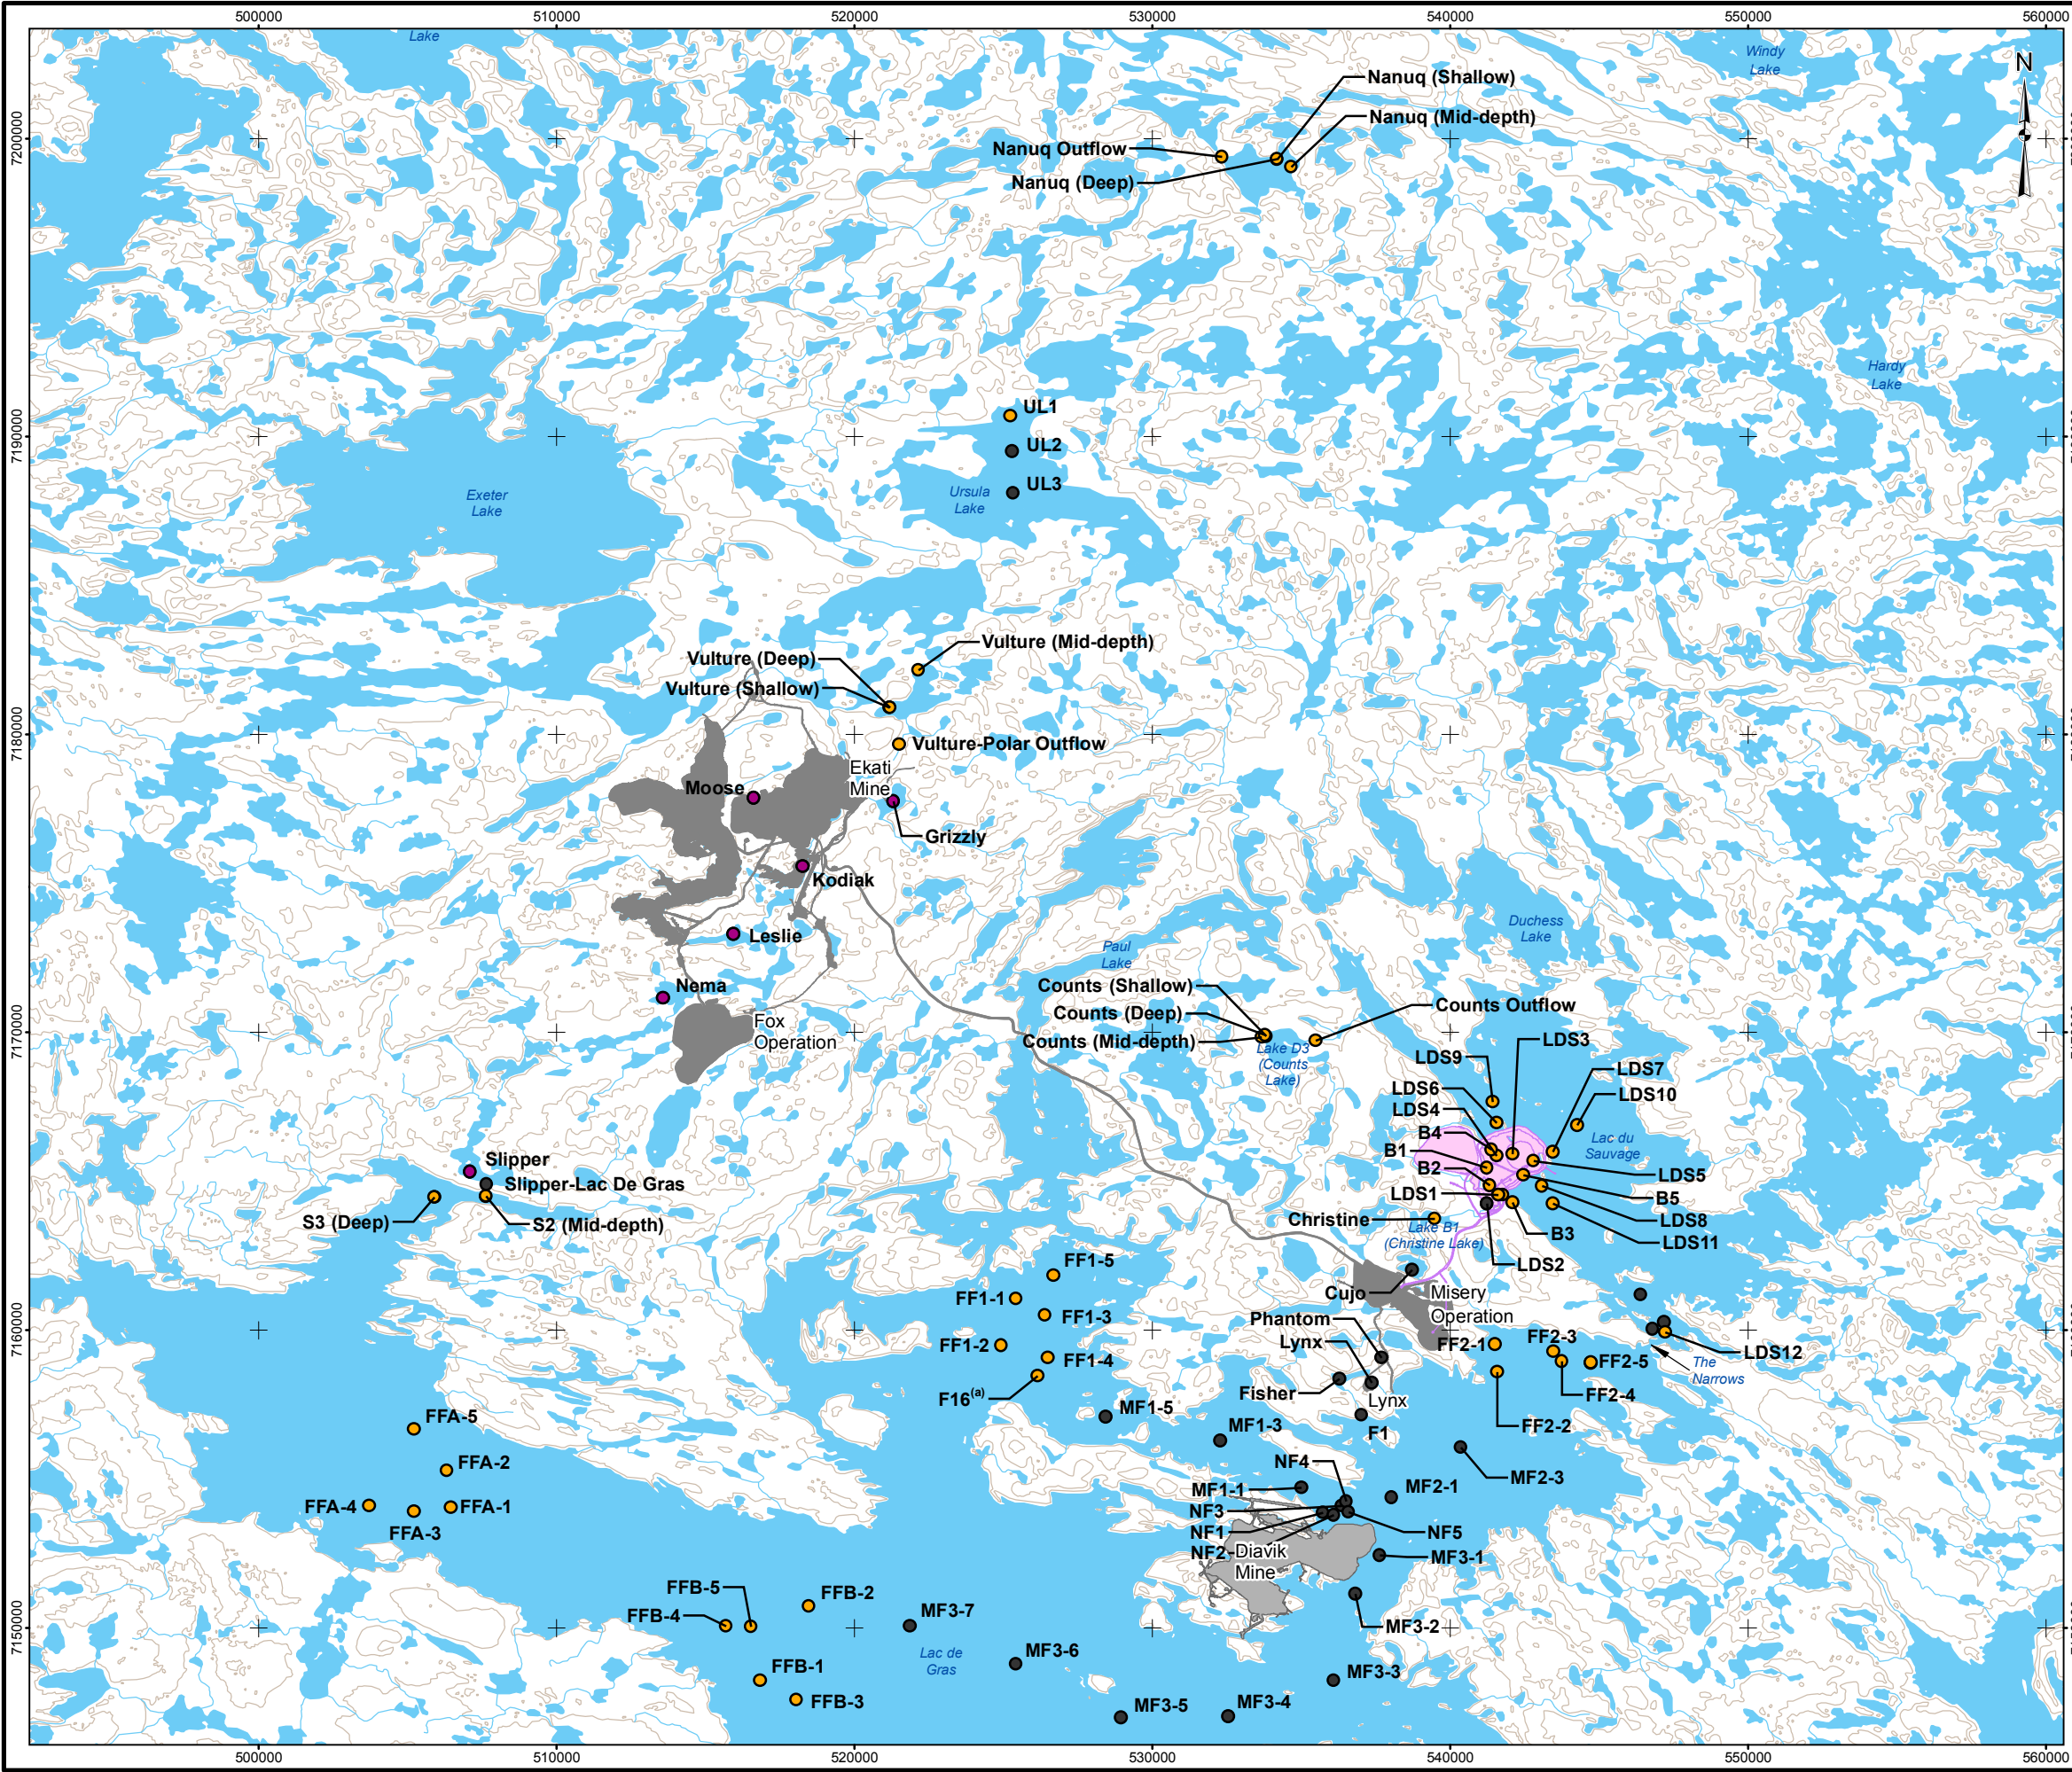 500000
510000
520000
530000
540000
550000
560000
Lake
Windy
Lake
N
Nanuq (Shallow)
Nanuq (Mid-depth)
7200000
Nanuq Outflow
Nanuq (Deep)
Hardy
Lake
UL1
7190000
UL2
UL3
Exeter
Lake
Ursula
Lake
Vulture (Mid-depth)
Vulture (Deep)
Vulture (Shallow)
7180000
Vulture-Polar Outflow
Ekati
Mine
Moose
Grizzly
Kodiak
Leslie
Duchess
Lake
Paul
Lake
Nema
Counts (Shallow)
Counts Outflow
Counts (Deep)
7170000
Fox
Operation
Counts (Mid-depth)
Lake D3
(Counts
Lake)
LDS3
LDS9
LDS7
LDS6
LDS10
LDS4
B4
Lac du
Sauvage
B1
B2
Slipper
LDS5
Slipper-Lac De Gras
LDS1
B5
S3 (Deep)
S2 (Mid-depth)
Christine
LDS8
Lake B1
(Christine Lake)
B3
LDS11
LDS2
FF1-5
FF1-1
Cujo
Misery
Operation
FF1-3
Phantom
7160000
FF1-2
Lynx
FF2-1
FF2-3
LDS12
FF1-4
FF2-5
The
Narrows
F16(a)
Fisher
FF2-4
Lynx
MF1-5
FFA-5
MF1-3
F1
FF2-2
NF4
FFA-2
MF2-3
MF1-1
MF2-1
FFA-4
FFA-1
NF3
FFA-3
NF1
NF5
NF2
Diavik
Mine
MF3-1
FFB-5
FFB-2
FFB-4
MF3-7
MF3-2
7150000
Lac de
Gras
MF3-6
FFB-1
MF3-3
FFB-3
MF3-5
MF3-4
500000
510000
520000
530000
540000
550000
560000